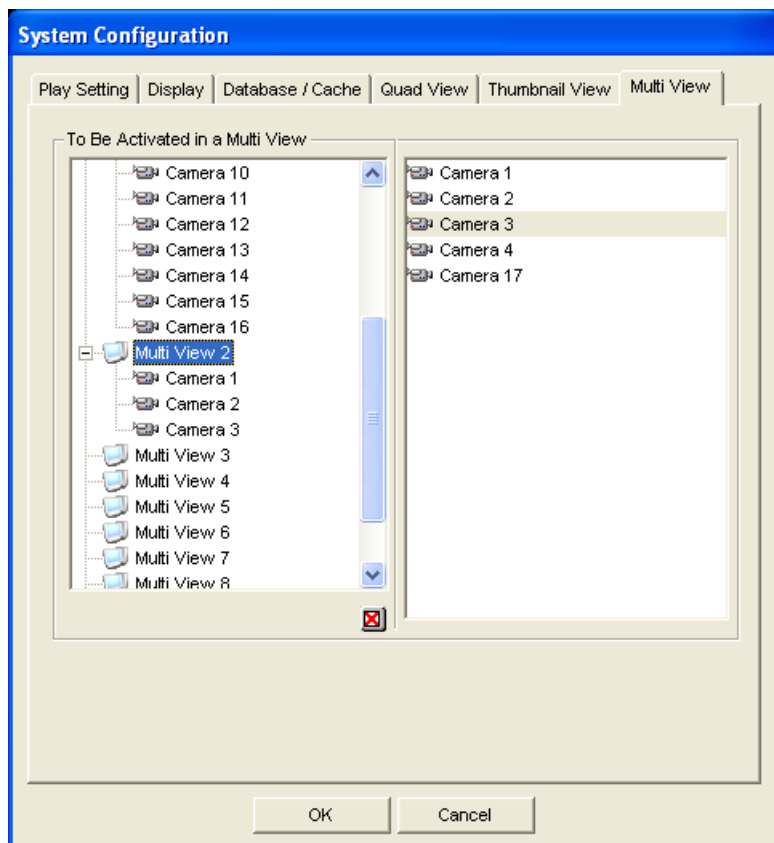 System Configuration
Play Setting Display Database / Cache Quad View Thumbnail View Multi View
To Be Activated in a Multi View
Camera 10
Camera 11
Camera 12
Camera 13
Camera 14
Camera 15
Camera 16
Multi View 2
Camera 1
Camera 2
Camera 3
Multi View 3
Multi View 4
Multi View 5
Multi View 6
Multi View 7
Multi View 8
Camera 1
Camera 2
Camera 3
Camera 4
Camera 17
OK Cancel